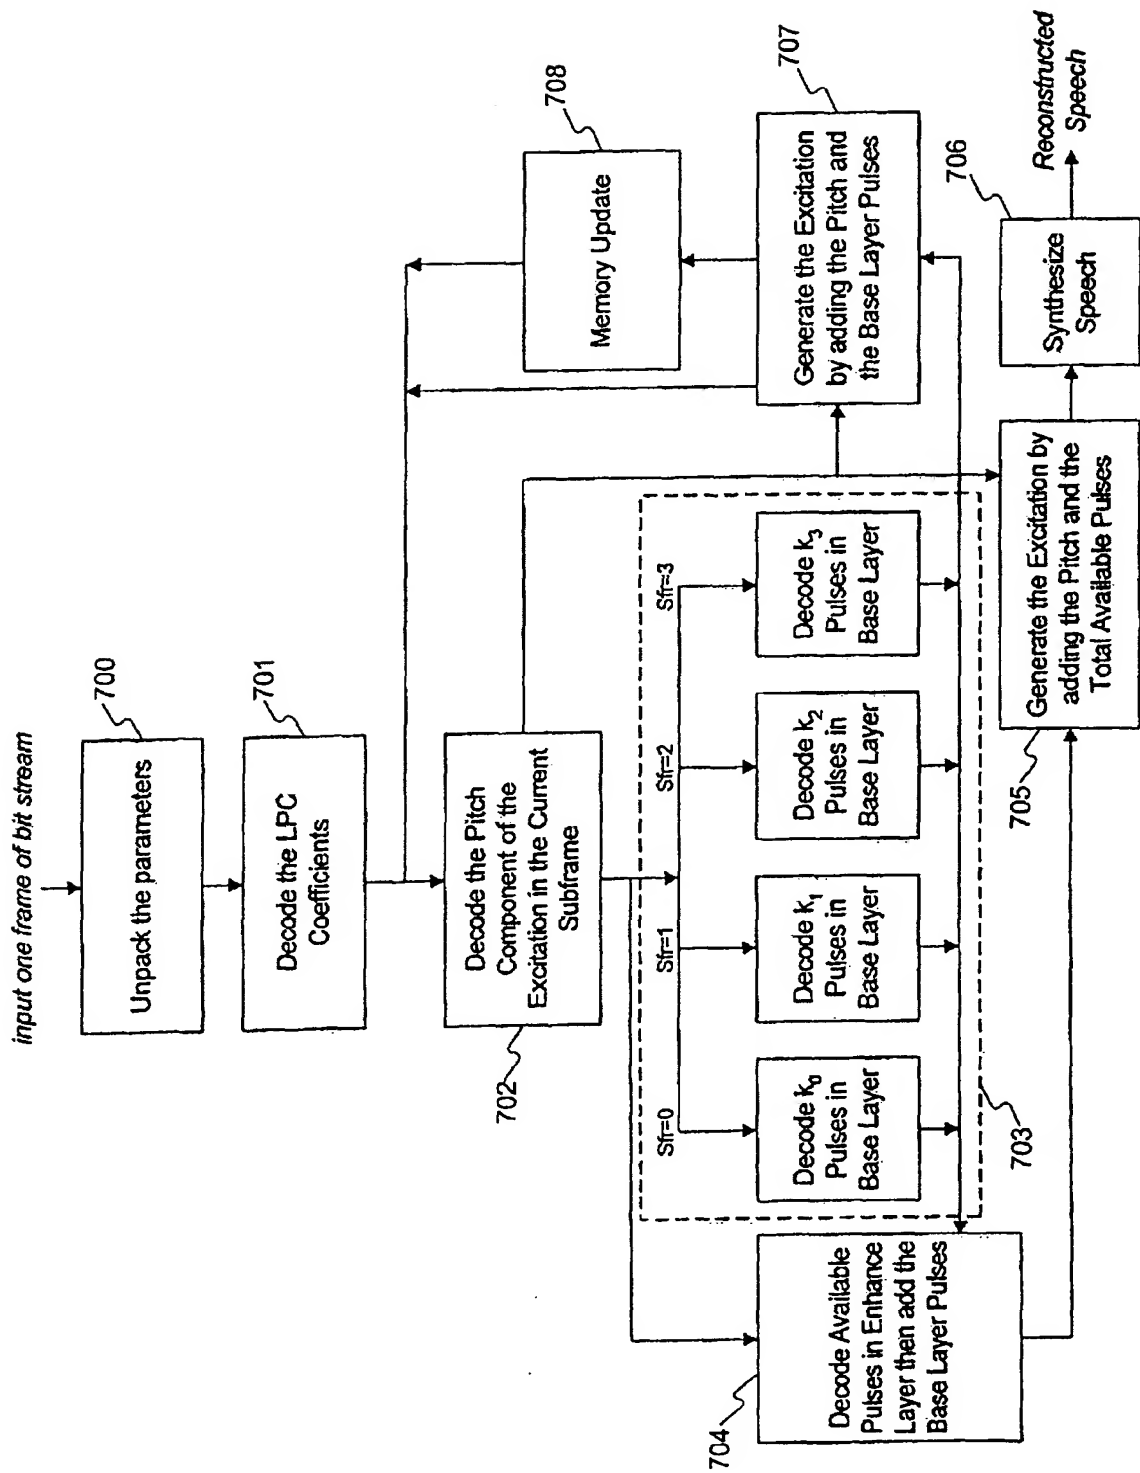 input one frame of bit stream
700
Unpack the parameters
701
Decode the LPC
Coefficients
702
Decode the Pitch
Component of the
Excitation in the Current
Subframe
Sfr=0
Sfr=1
Sfr=2
Sfr=3
Decode k₀
Pulses in
Base Layer
Decode k₁
Pulses in
Base Layer
Decode k₂
Pulses in
Base Layer
Decode k₃
Pulses in
Base Layer
703
704
Decode Available
Pulses in Enhance
Layer then add the
Base Layer Pulses
705
Generate the Excitation by
adding the Pitch and the
Total Available Pulses
706
Synthesize
Speech
Reconstructed
Speech
707
Generate the Excitation
by adding the Pitch and
the Base Layer Pulses
708
Memory Update